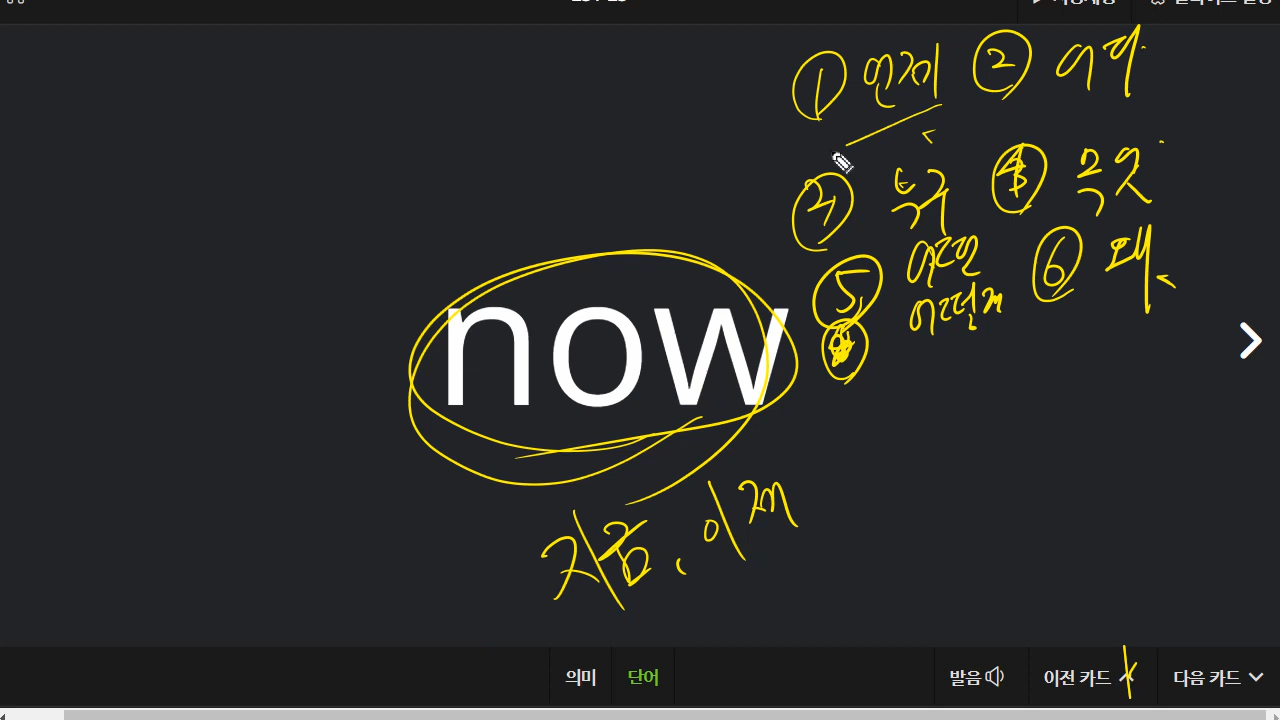 ① 언제 ② 어디
③ 누구 ④ 무엇
⑤ 어떤 ⑥ 왜
어떻게
now
지금, 이제
의미 단어 발음 이전 카드 다음 카드